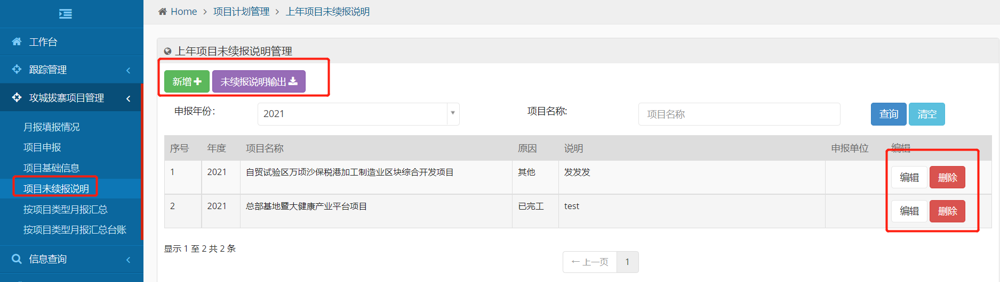 Home > 项目计划管理 > 上年项目未续报说明
工作台
跟踪管理
攻城拔寨项目管理
月报填报情况
项目申报
项目基础信息
项目未续报说明
按项目类型月报汇总
按项目类型月报汇总台账
信息查询
上年项目未续报说明管理
新增 未续报说明输出
申报年份: 2021 项目名称: 项目名称 查询 清空
序号 年度 项目名称 原因 说明 申报单位 编辑
1 2021 自贸试验区万顷沙保税港加工制造业区块综合开发项目 其他 发发发 编辑 删除
2 2021 总部基地暨大健康产业平台项目 已完工 test 编辑 删除
显示 1 至 2 共 2 条
← 上一页 1